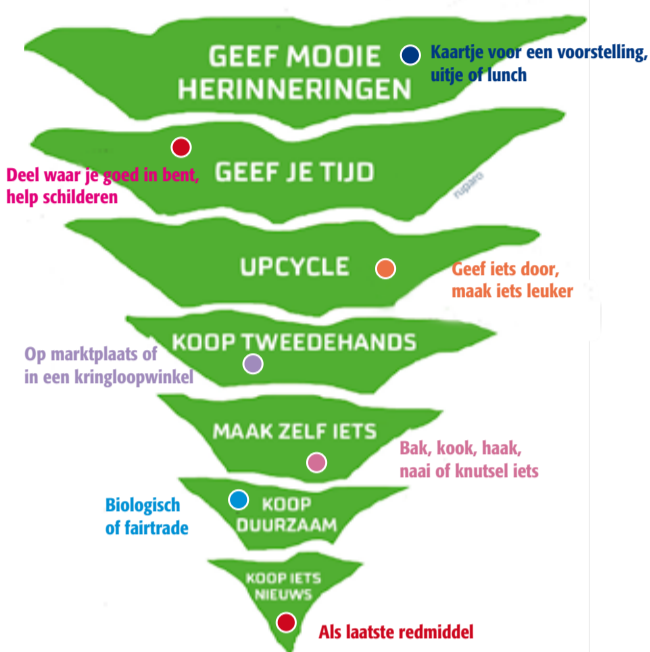 GEEF MOOIE
HERINNERINGEN
Kaartje voor een voorstelling,
uitje of lunch
Deel waar je goed in bent,
help schilderen
GEEF JE TIJD
ruparo
UPCYCLE
Geef iets door,
maak iets leuker
KOOP TWEEDEHANDS
Op marktplaats of
in een kringloopwinkel
MAAK ZELF IETS
Bak, kook, haak,
naai of knutsel iets
Biologisch
of fairtrade
KOOP
DUURZAAM
KOOP IETS
NIEUWS
Als laatste redmiddel